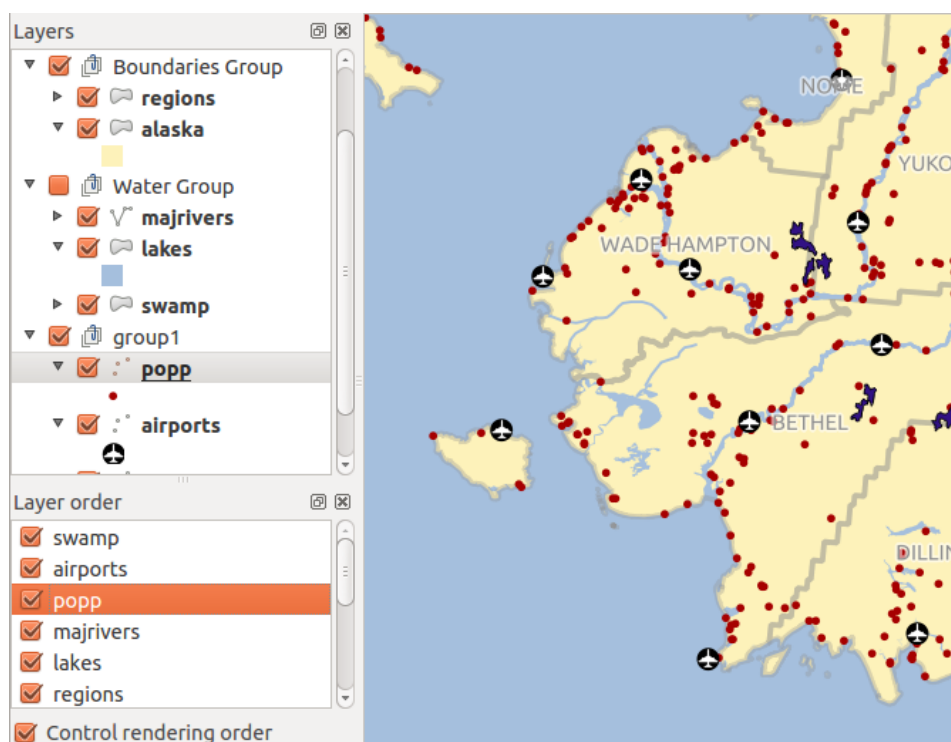 Layers
Boundaries Group
regions
alaska
Water Group
majrivers
lakes
swamp
group1
popp
airports
Layer order
swamp
airports
popp
majrivers
lakes
regions
Control rendering order
NOME
YUKO
WADE HAMPTON
BETHEL
DILLIN